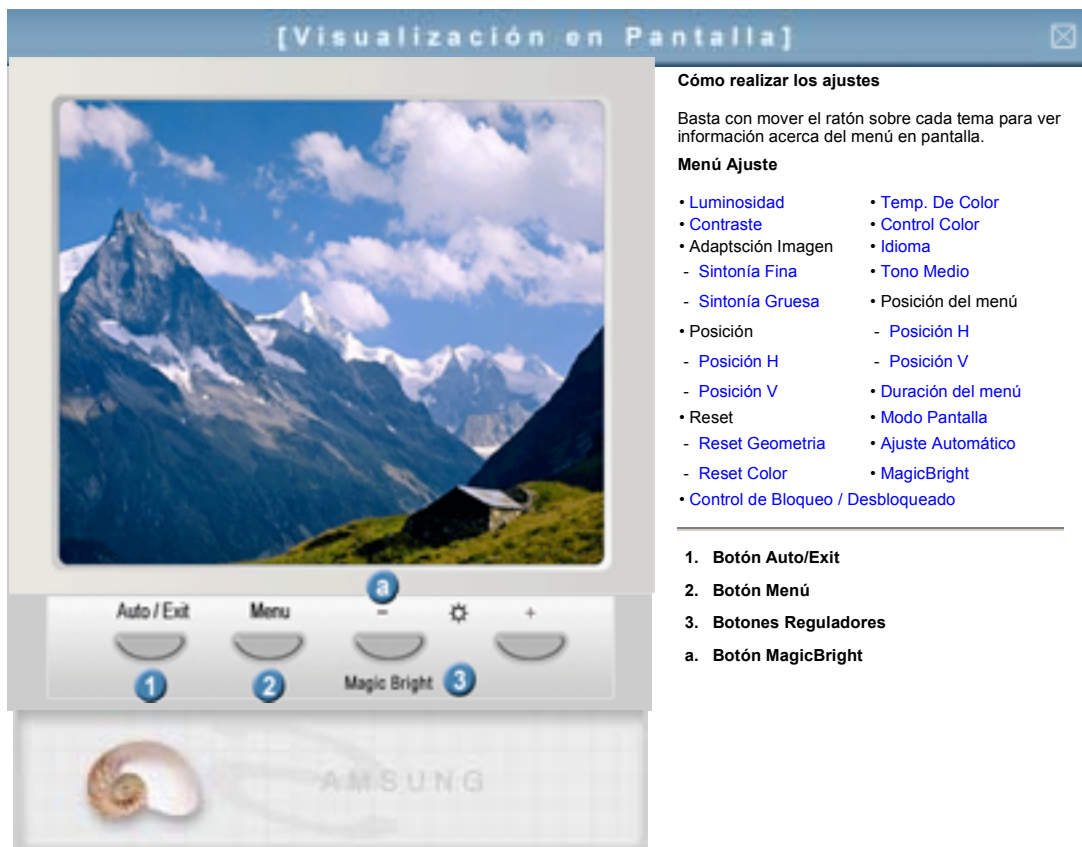 [Visualización en Pantalla]
Cómo realizar los ajustes
Basta con mover el ratón sobre cada tema para ver
información acerca del menú en pantalla.
Menú Ajuste
• Luminosidad
• Contraste
• Adaptsción Imagen
- Sintonía Fina
- Sintonía Gruesa
• Posición
- Posición H
- Posición V
• Reset
- Reset Geometria
- Reset Color
• Control de Bloqueo / Desbloqueado
• Temp. De Color
• Control Color
• Idioma
• Tono Medio
• Posición del menú
- Posición H
- Posición V
• Duración del menú
• Modo Pantalla
• Ajuste Automático
• MagicBright
1. Botón Auto/Exit
2. Botón Menú
3. Botones Reguladores
a. Botón MagicBright
a
Auto / Exit Menu - +
1 2 Magic Bright 3
AMSUNG